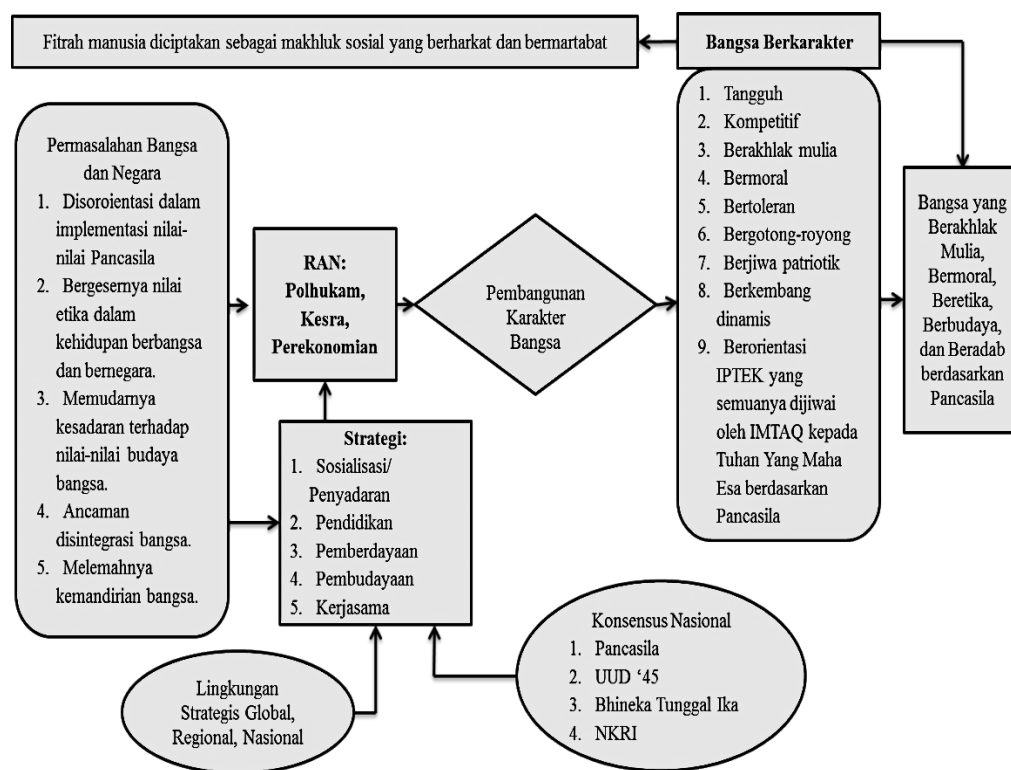 Fitrah manusia diciptakan sebagai makhluk sosial yang berharkat dan bermartabat
Bangsa Berkarakter
Permasalahan Bangsa
dan Negara
1. Disoroientasi dalam
implementasi nilai-
nilai Pancasila
2. Bergesernya nilai
etika dalam
kehidupan berbangsa
dan bernegara.
3. Memudarnya
kesadaran terhadap
nilai-nilai budaya
bangsa.
4. Ancaman
disintegrasi bangsa.
5. Melemahnya
kemandirian bangsa.
RAN:
Polhukam,
Kesra,
Perekonomian
Strategi:
1. Sosialisasi/
Penyadaran
2. Pendidikan
3. Pemberdayaan
4. Pembudayaan
5. Kerjasama
Lingkungan
Strategis Global,
Regional, Nasional
Konsensus Nasional
1. Pancasila
2. UUD ‘45
3. Bhineka Tunggal Ika
4. NKRI
Pembangunan
Karakter
Bangsa
1. Tangguh
2. Kompetitif
3. Berakhlak mulia
4. Bermoral
5. Bertoleran
6. Bergotong-royong
7. Berjiwa patriotik
8. Berkembang
dinamis
9. Berorientasi
IPTEK yang
semuanya dijiwai
oleh IMTAQ kepada
Tuhan Yang Maha
Esa berdasarkan
Pancasila
Bangsa yang
Berakhlak
Mulia,
Bermoral,
Beretika,
Berbudaya,
dan Beradab
berdasarkan
Pancasila